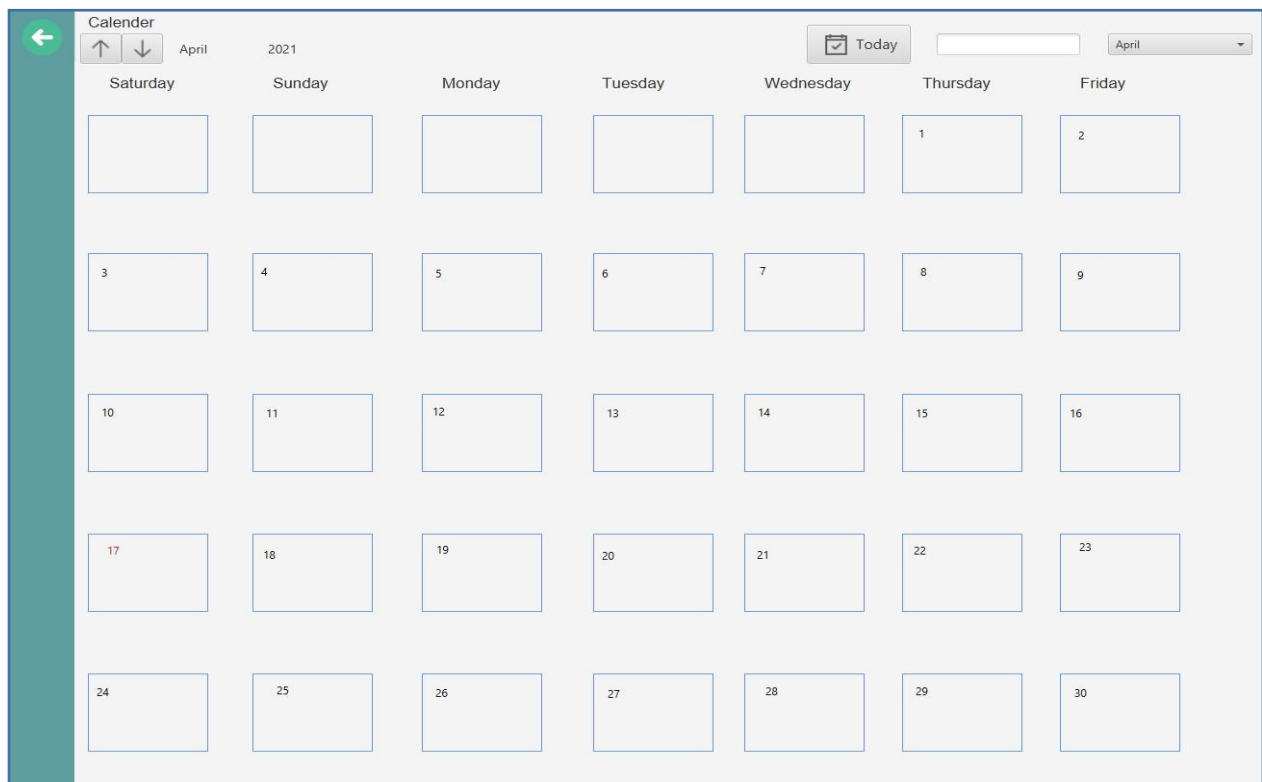 Calender
April 2021 Today April
Saturday Sunday Monday Tuesday Wednesday Thursday Friday
1 2
3 4 5 6 7 8 9
10 11 12 13 14 15 16
17 18 19 20 21 22 23
24 25 26 27 28 29 30